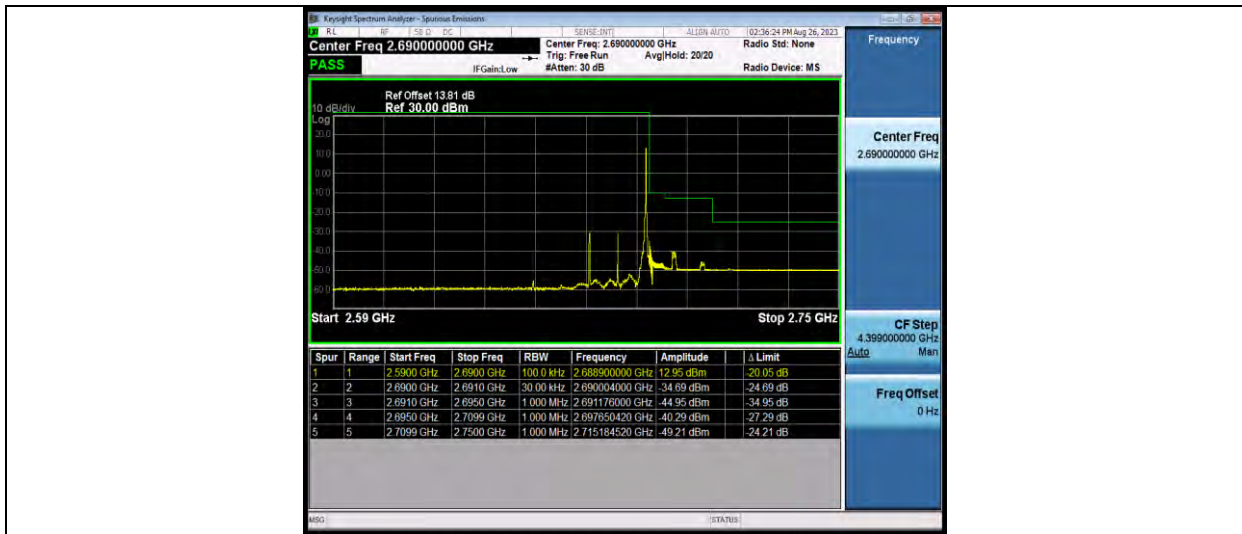 Keysight Spectrum Analyzer - Spurious Emissions
RL RF 50 Ω DC SENSE:INT ALIGN AUTO 02:36:24 PM Aug 26, 2023
Center Freq 2.690000000 GHz Center Freq: 2.690000000 GHz Radio Std: None Frequency
PASS Trig: Free Run Avg|Hold: 20/20
IFGain:Low #Atten: 30 dB Radio Device: MS
Ref Offset 13.81 dB
10 dB/div Ref 30.00 dBm
Log
20.0
10.0
0.00
-10.0
-20.0
-30.0
-40.0
-50.0
-60.0
Start 2.59 GHz Stop 2.75 GHz
Center Freq
2.690000000 GHz
CF Step
4.399000000 GHz
Auto Man
Freq Offset
0 Hz
Spur Range Start Freq Stop Freq RBW Frequency Amplitude Δ Limit
1 1 2.5900 GHz 2.6900 GHz 100.0 kHz 2.688900000 GHz 12.95 dBm -20.05 dB
2 2 2.6900 GHz 2.6910 GHz 30.00 kHz 2.690004000 GHz -34.69 dBm -24.69 dB
3 3 2.6910 GHz 2.6950 GHz 1.000 MHz 2.691176000 GHz -44.95 dBm -34.95 dB
4 4 2.6950 GHz 2.7099 GHz 1.000 MHz 2.697650420 GHz -40.29 dBm -27.29 dB
5 5 2.7099 GHz 2.7500 GHz 1.000 MHz 2.715184520 GHz -49.21 dBm -24.21 dB
MSG STATUS